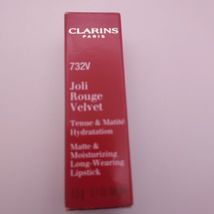 CLARINS
PARIS
732V
Joli
Rouge
Velvet
Tenue & Matité
Hydratation
Matte &
Moisturizing
Long-Wearing
Lipstick